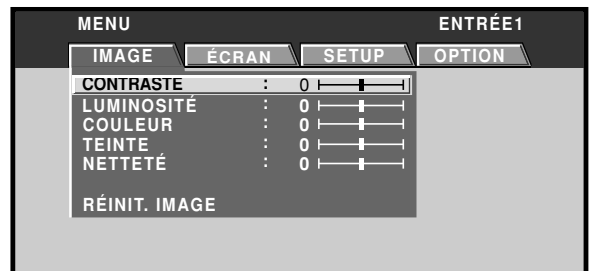 MENU ENTRÉE1
IMAGE ÉCRAN SETUP OPTION
CONTRASTE : 0
LUMINOSITÉ : 0
COULEUR : 0
TEINTE : 0
NETTETÉ : 0
RÉINIT. IMAGE